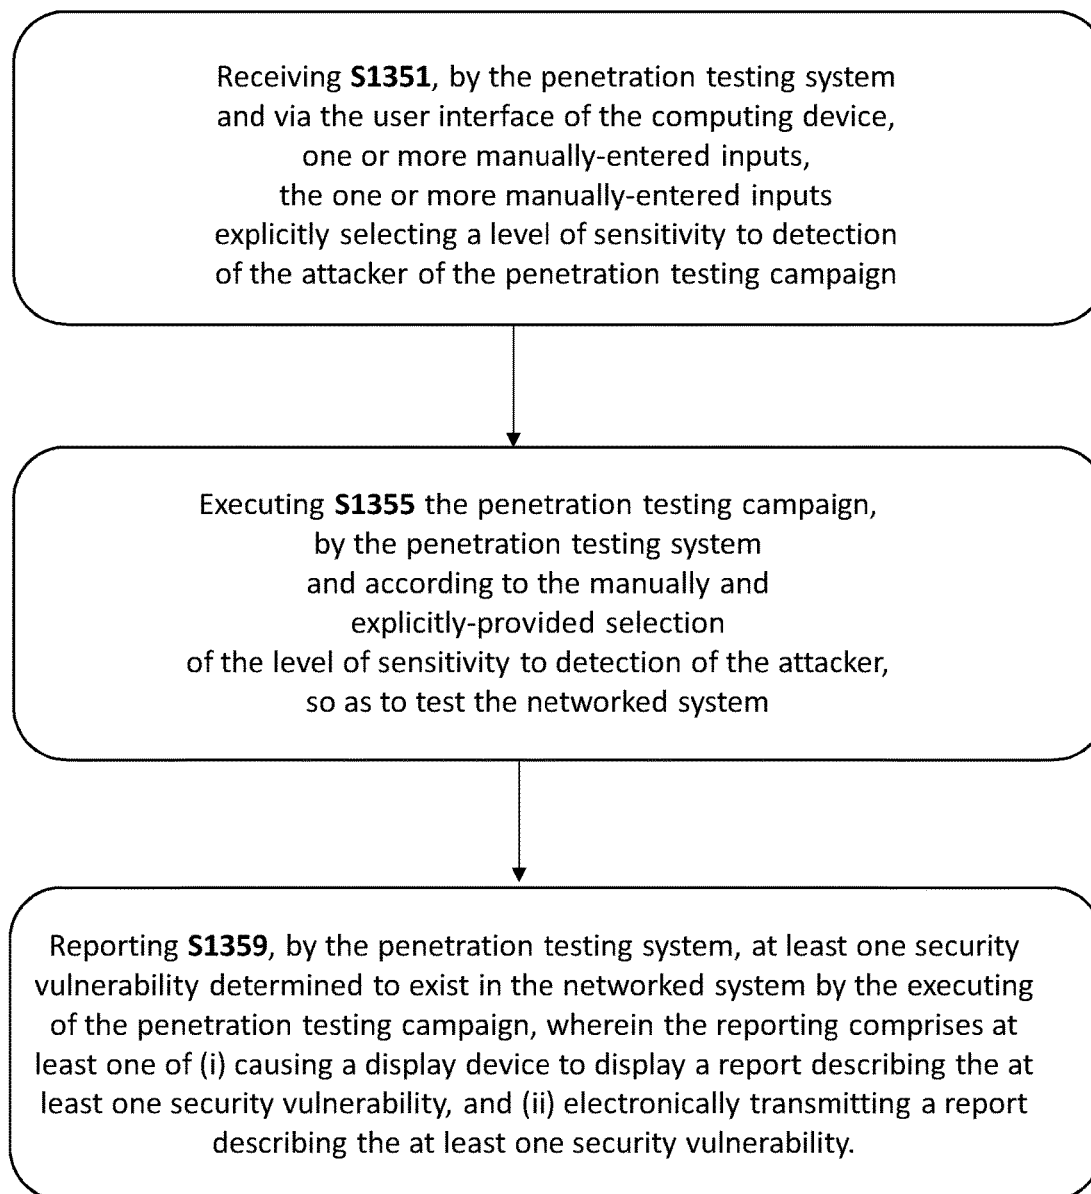 Receiving S1351, by the penetration testing system
and via the user interface of the computing device,
one or more manually-entered inputs,
the one or more manually-entered inputs
explicitly selecting a level of sensitivity to detection
of the attacker of the penetration testing campaign
Executing S1355 the penetration testing campaign,
by the penetration testing system
and according to the manually and
explicitly-provided selection
of the level of sensitivity to detection of the attacker,
so as to test the networked system
Reporting S1359, by the penetration testing system, at least one security
vulnerability determined to exist in the networked system by the executing
of the penetration testing campaign, wherein the reporting comprises at
least one of (i) causing a display device to display a report describing the at
least one security vulnerability, and (ii) electronically transmitting a report
describing the at least one security vulnerability.